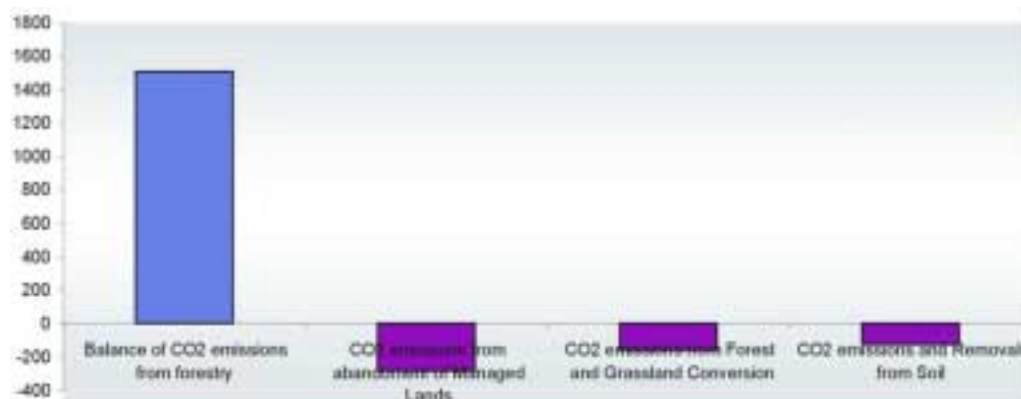 1800
1600
1400
1200
1000
800
600
400
200
0
-200
-400
Balance of CO2 emissions
from forestry
CO2 emissions from
abandoment of Managed
Lands
CO2 emissions from Forest
and Grassland Conversion
CO2 emissions and Removal
from Soil